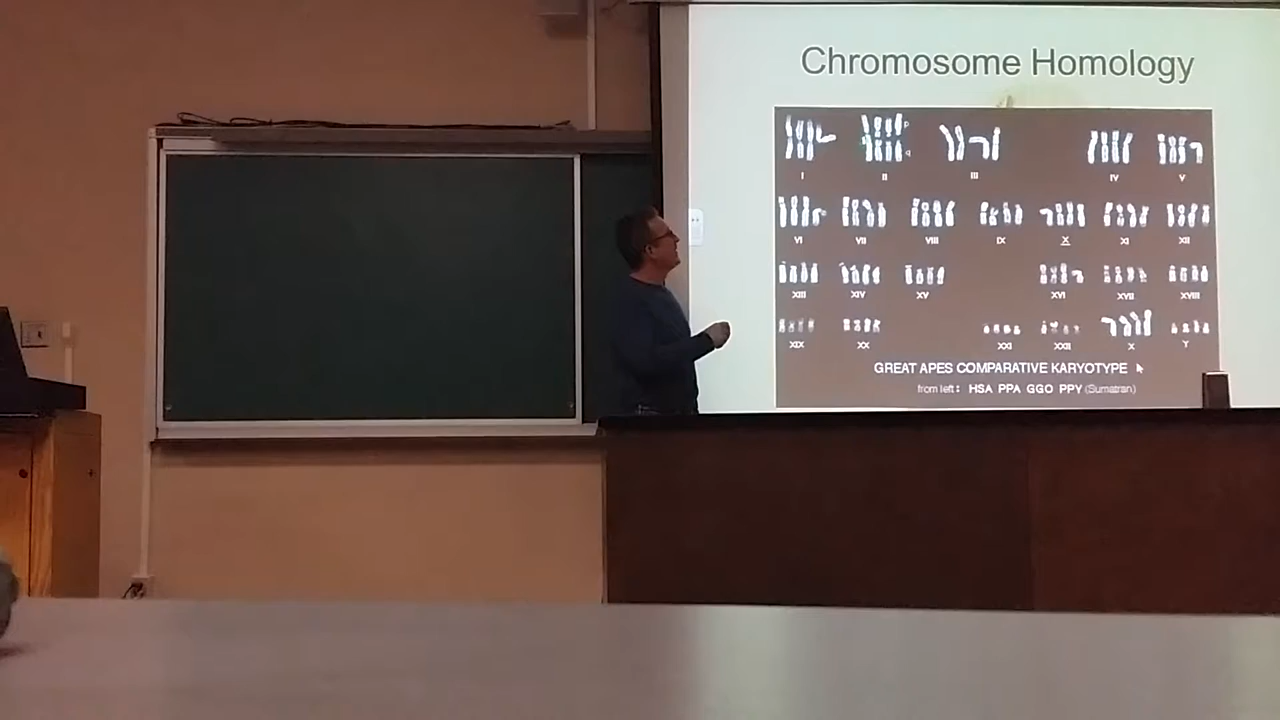 Chromosome Homology
I II III IV V
VI VII VIII IX X XI XII
XIII XIV XV XVI XVII XVIII
XIX XX XXI XXII X Y
GREAT APES COMPARATIVE KARYOTYPE
from left : HSA PPA GGO PPY (Sumatran)